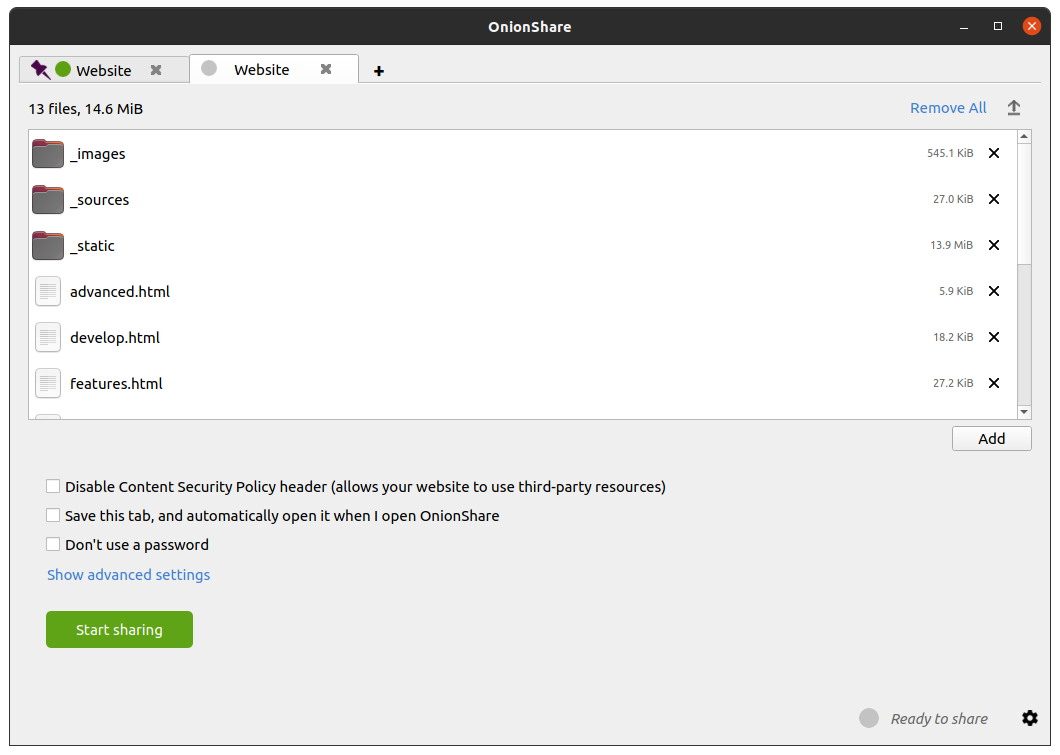 OnionShare
Website Website +
13 files, 14.6 MiB Remove All
_images 545.1 KiB
_sources 27.0 KiB
_static 13.9 MiB
advanced.html 5.9 KiB
develop.html 18.2 KiB
features.html 27.2 KiB
Add
Disable Content Security Policy header (allows your website to use third-party resources)
Save this tab, and automatically open it when I open OnionShare
Don't use a password
Show advanced settings
Start sharing
Ready to share